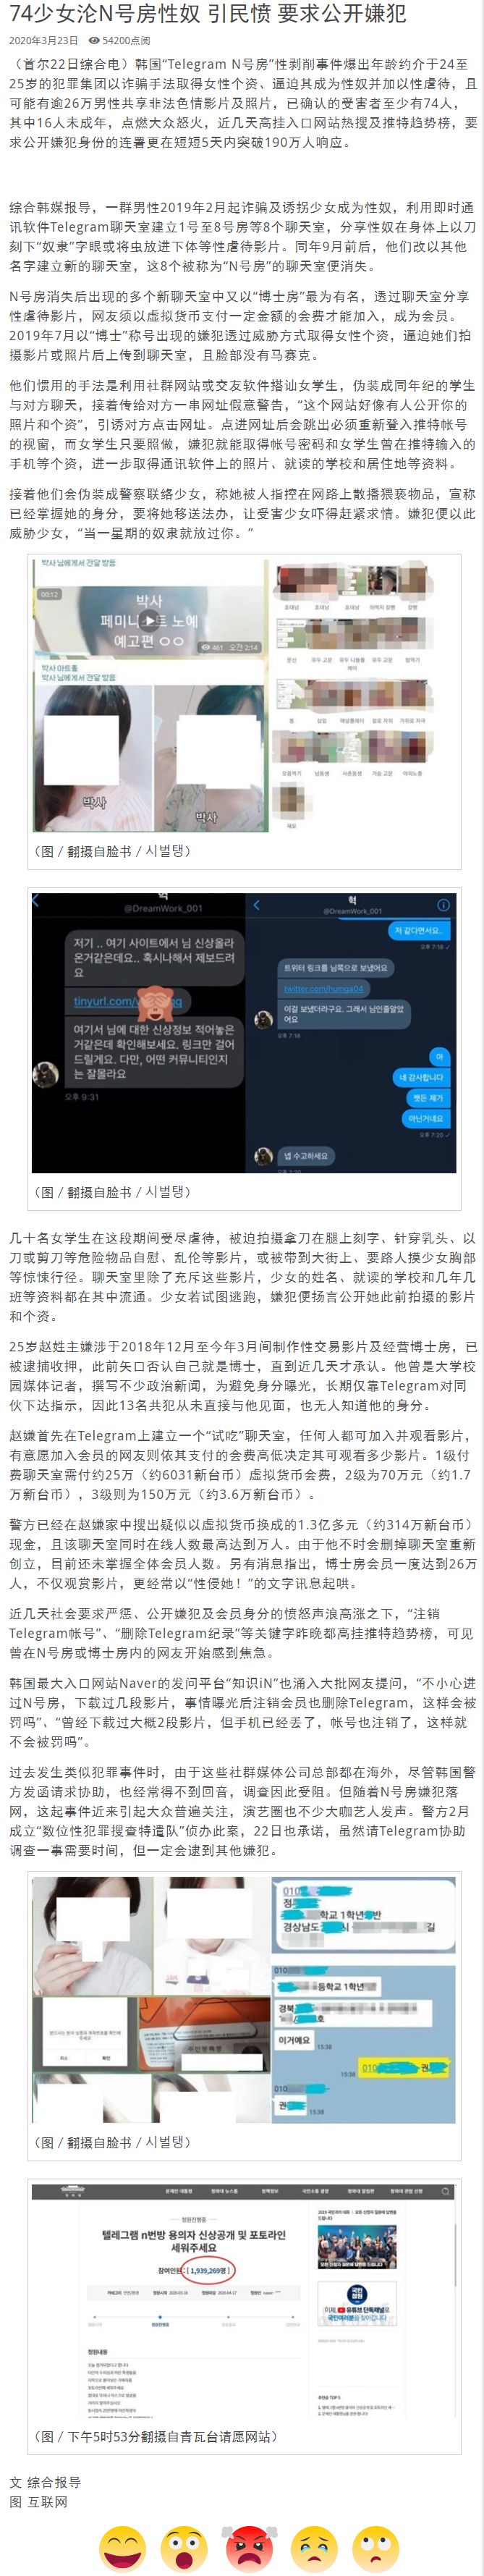 74少女沦N号房性奴 引民愤 要求公开嫌犯
2020年3月23日 54200点阅
（首尔22日综合电）韩国“Telegram N号房”性剥削事件爆出年龄约介于24至
25岁的犯罪集团以诈骗手法取得女性个资、逼迫其成为性奴并加以性虐待，且
可能有逾26万男性共享非法色情影片及照片，已确认的受害者至少有74人，
其中16人未成年，点燃大众怒火，近几天高挂入口网站热搜及推特趋势榜，要
求公开嫌犯身份的连署更在短短5天内突破190万人响应。
综合韩媒报导，一群男性2019年2月起诈骗及诱拐少女成为性奴，利用即时通
讯软件Telegram聊天室建立1号至8号房等8个聊天室，分享性奴在身体上以刀
刻下“奴隶”字眼或将虫放进下体等性虐待影片。同年9月前后，他们改以其他
名字建立新的聊天室，这8个被称为“N号房”的聊天室便消失。
N号房消失后出现的多个新聊天室中又以“博士房”最为有名，透过聊天室分享
性虐待影片，网友须以虚拟货币支付一定金额的会费才能加入，成为会员。
2019年7月以“博士”称号出现的嫌犯透过威胁方式取得女性个资，逼迫她们拍
摄影片或照片后上传到聊天室，且脸部没有马赛克。
他们惯用的手法是利用社群网站或交友软件搭讪女学生，伪装成同年纪的学生
与对方聊天，接着传给对方一串网址假意警告，“这个网站好像有人公开你的
照片和个资”，引诱对方点击网址。点进网址后会跳出必须重新登入推特帐号
的视窗，而女学生只要照做，嫌犯就能取得帐号密码和女学生曾在推特输入的
手机等个资，进一步取得通讯软件上的照片、就读的学校和居住地等资料。
接着他们会伪装成警察联络少女，称她被人指控在网路上散播猥亵物品，宣称
已经掌握她的身分，要将她移送法办，让受害少女吓得赶紧求情。嫌犯便以此
威胁少女，“当一星期的奴隶就放过你。”
박사 님에게서 전달 받음
00:12
박사
예고편 ㅇㅇ
461 오전 2:14
박사 님에게서 전달 받음
박사
박사
（图 / 翻摄自脸书 / 시벌탱）
@DreamWork_001
저기 .. 여기 사이트에서 님 신상올라
온거같은데요.. 혹시나해서 제보드려
요
여기서 님에 대한 신상정보 적어놓은
거같은데 확인해보세요. 링크만 걸어
드릴게요. 다만, 어떤 커뮤니티인지
는 잘몰라요
오후 9:31
혁
@DreamWork_001
저 같다면서요..
오후 7:18
트위터 링크를 님쪽으로 보냈어요
이걸 보냈더라구요. 그래서 님인줄알았
어요
오후 7:18
아
네 감사합니다
쨋든 제가
아닌거네요
오후 7:20
넵 수고하세요
（图 / 翻摄自脸书 / 시벌탱）
几十名女学生在这段期间受尽虐待，被迫拍摄拿刀在腿上刻字、针穿乳头、以
刀或剪刀等危险物品自慰、乱伦等影片，或被带到大街上、要路人摸少女胸部
等惊悚行径。聊天室里除了充斥这些影片，少女的姓名、就读的学校和几年几
班等资料都在其中流通。少女若试图逃跑，嫌犯便扬言公开她此前拍摄的影片
和个资。
25岁赵姓主嫌涉于2018年12月至今年3月间制作性交易影片及经营博士房，已
被逮捕收押，此前矢口否认自己就是博士，直到近几天才承认。他曾是大学校
园媒体记者，撰写不少政治新闻，为避免身分曝光，长期仅靠Telegram对同
伙下达指示，因此13名共犯从未直接与他见面，也无人知道他的身分。
赵嫌首先在Telegram上建立一个“试吃”聊天室，任何人都可加入并观看影片，
有意愿加入会员的网友则依其支付的会费高低决定其可观看多少影片。1级付
费聊天室需付约25万（约6031新台币）虚拟货币会费，2级为70万元（约1.7
万新台币），3级则为150万元（约3.6万新台币）。
警方已经在赵嫌家中搜出疑似以虚拟货币换成的1.3亿多元（约314万新台币）
现金，且该聊天室同时在线人数最高达到万人。由于他不时会删掉聊天室重新
创立，目前还未掌握全体会员人数。另有消息指出，博士房会员一度达到26万
人，不仅观赏影片，更经常以“性侵她！”的文字讯息起哄。
近几天社会要求严惩、公开嫌犯及会员身分的愤怒声浪高涨之下，“注销
Telegram帐号”、“删除Telegram纪录”等关键字昨晚都高挂推特趋势榜，可见
曾在N号房或博士房内的网友开始感到焦急。
韩国最大入口网站Naver的发问平台“知识iN”也涌入大批网友提问，“不小心进
过N号房，下载过几段影片，事情曝光后注销会员也删除Telegram，这样会被
罚吗”、“曾经下载过大概2段影片，但手机已经丢了，帐号也注销了，这样就
不会被罚吗”。
过去发生类似犯罪事件时，由于这些社群媒体公司总部都在海外，尽管韩国警
方发函请求协助，也经常得不到回音，调查因此受阻。但随着N号房嫌犯落
网，这起事件近来引起大众普遍关注，演艺圈也不少大咖艺人发声。警方2月
成立“数位性犯罪搜查特遣队”侦办此案，22日也承诺，虽然请Telegram协助
调查一事需要时间，但一定会逮到其他嫌犯。
이거예요
15:38
15:38
15:38
（图 / 翻摄自脸书 / 시벌탱）
청원진행중
텔레그램 n번방 용의자 신상공개 및 포토라인
세워주세요
참여인원 : [ 1,939,269명 ]
청원내용
（图 / 下午5时53分翻摄自青瓦台请愿网站）
文 综合报导
图 互联网